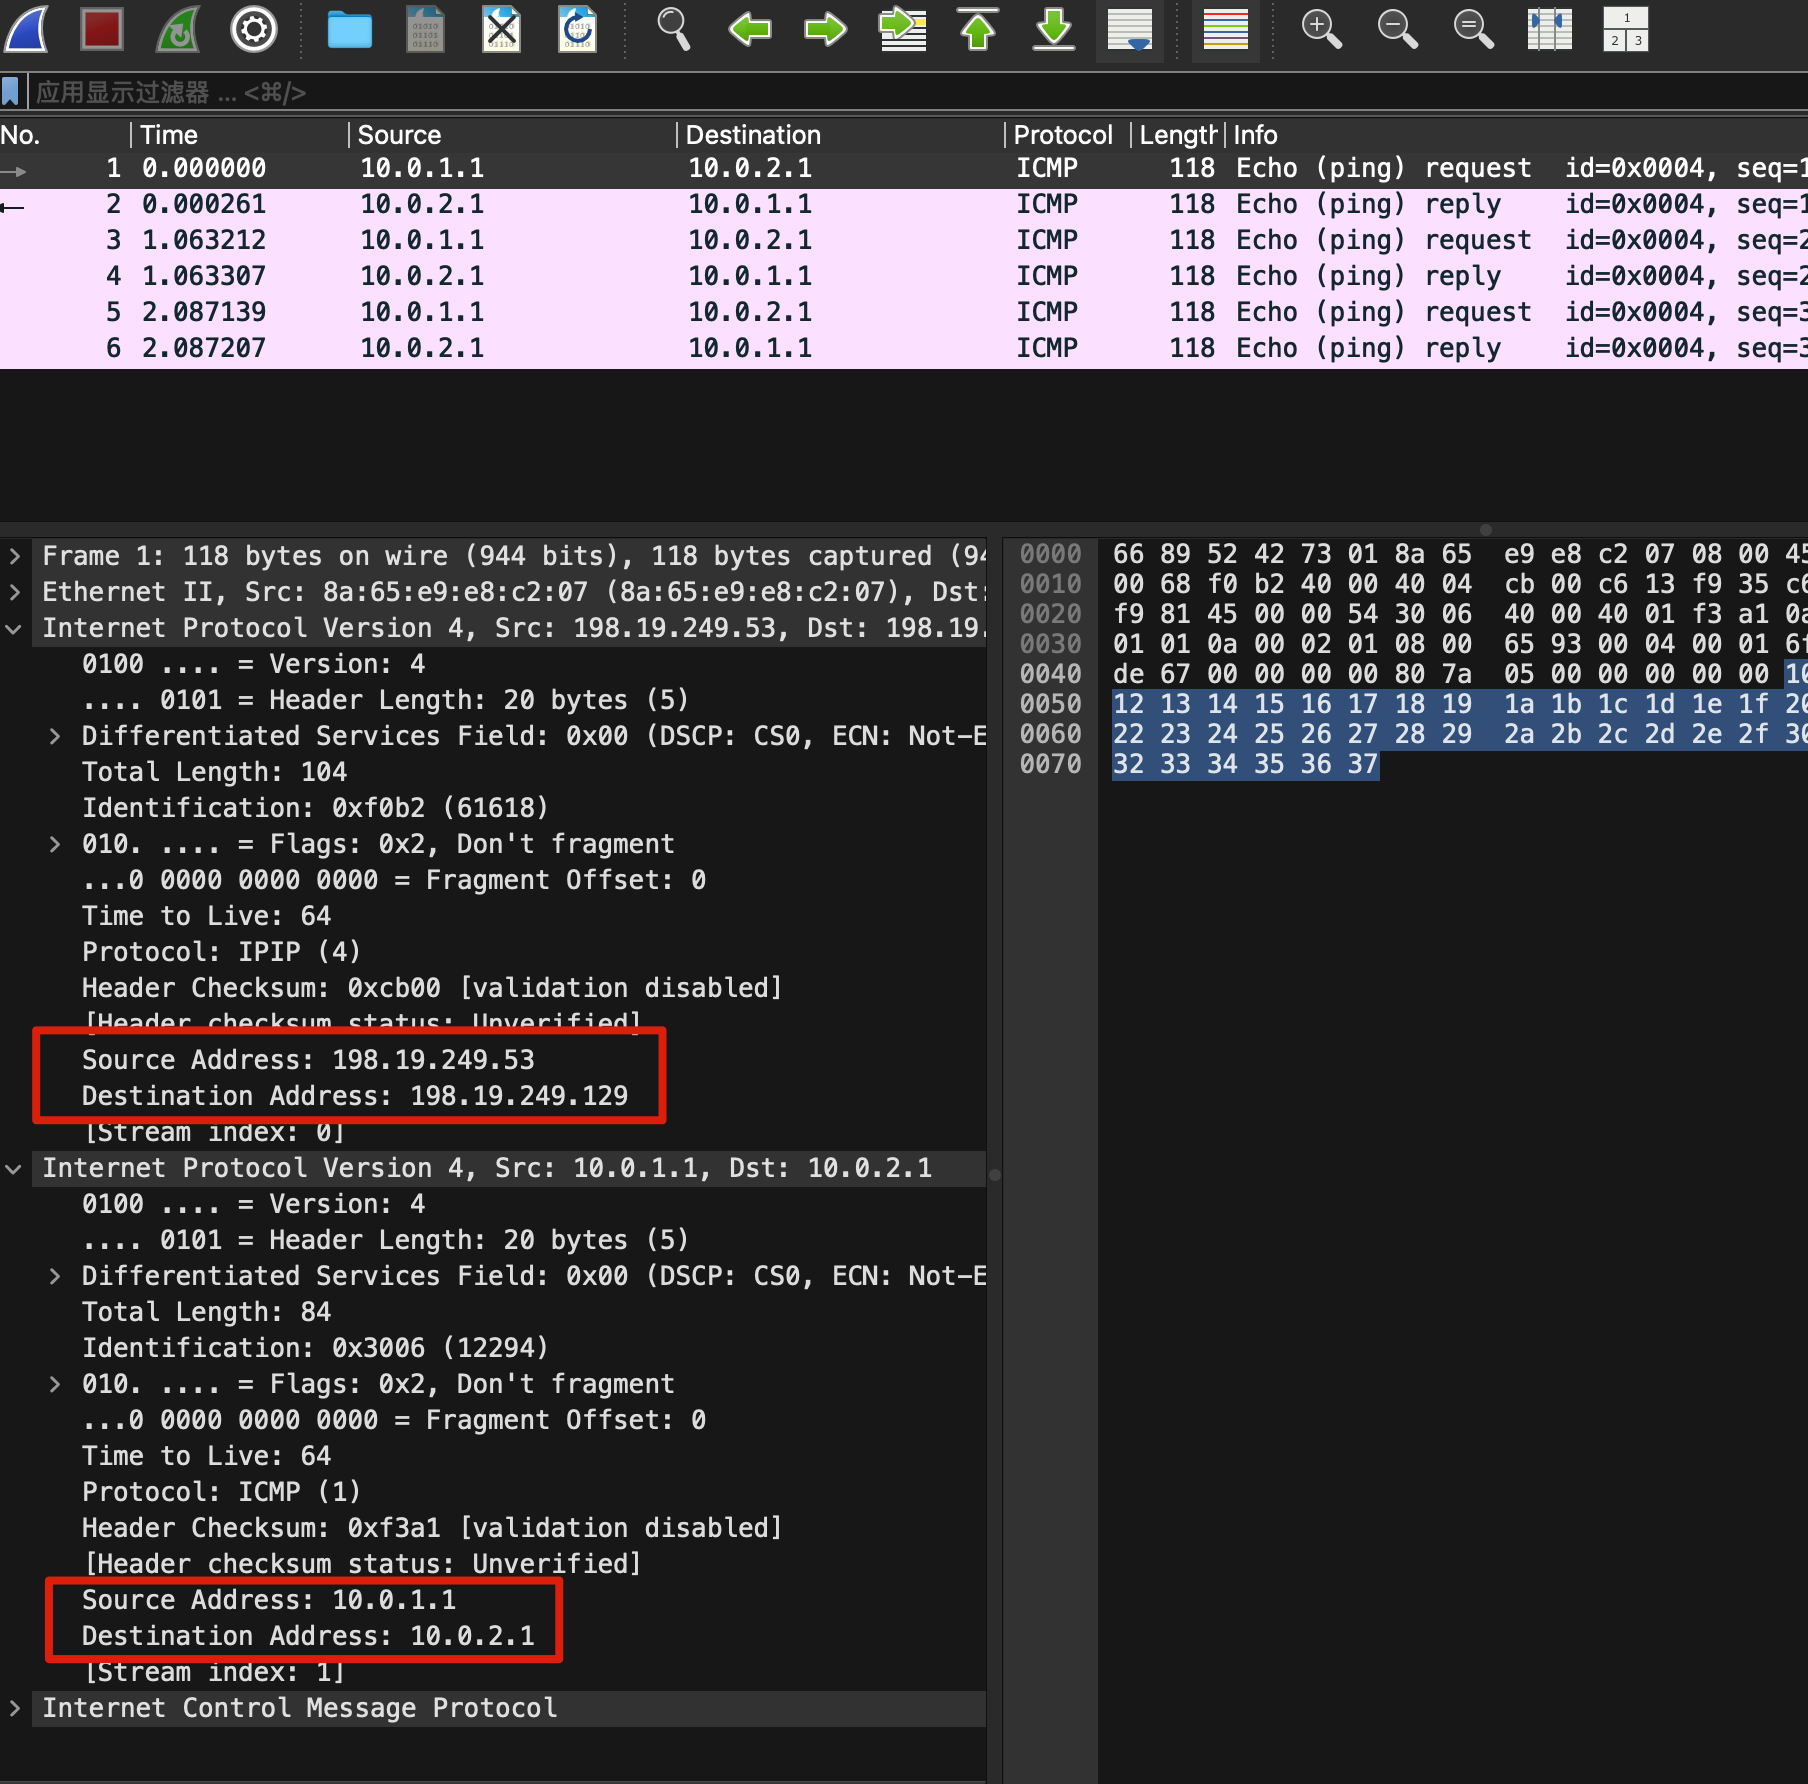 1
2 3
应用显示过滤器 ... <⌘/>
No. Time Source Destination Protocol Length Info
1 0.000000 10.0.1.1 10.0.2.1 ICMP 118 Echo (ping) request id=0x0004, seq=1
2 0.000261 10.0.2.1 10.0.1.1 ICMP 118 Echo (ping) reply id=0x0004, seq=1
3 1.063212 10.0.1.1 10.0.2.1 ICMP 118 Echo (ping) request id=0x0004, seq=2
4 1.063307 10.0.2.1 10.0.1.1 ICMP 118 Echo (ping) reply id=0x0004, seq=2
5 2.087139 10.0.1.1 10.0.2.1 ICMP 118 Echo (ping) request id=0x0004, seq=3
6 2.087207 10.0.2.1 10.0.1.1 ICMP 118 Echo (ping) reply id=0x0004, seq=3
Frame 1: 118 bytes on wire (944 bits), 118 bytes captured (94
Ethernet II, Src: 8a:65:e9:e8:c2:07 (8a:65:e9:e8:c2:07), Dst:
Internet Protocol Version 4, Src: 198.19.249.53, Dst: 198.19.
0100 .... = Version: 4
.... 0101 = Header Length: 20 bytes (5)
Differentiated Services Field: 0x00 (DSCP: CS0, ECN: Not-E
Total Length: 104
Identification: 0xf0b2 (61618)
010. .... = Flags: 0x2, Don't fragment
...0 0000 0000 0000 = Fragment Offset: 0
Time to Live: 64
Protocol: IPIP (4)
Header Checksum: 0xcb00 [validation disabled]
[Header checksum status: Unverified]
Source Address: 198.19.249.53
Destination Address: 198.19.249.129
[Stream index: 0]
Internet Protocol Version 4, Src: 10.0.1.1, Dst: 10.0.2.1
0100 .... = Version: 4
.... 0101 = Header Length: 20 bytes (5)
Differentiated Services Field: 0x00 (DSCP: CS0, ECN: Not-E
Total Length: 84
Identification: 0x3006 (12294)
010. .... = Flags: 0x2, Don't fragment
...0 0000 0000 0000 = Fragment Offset: 0
Time to Live: 64
Protocol: ICMP (1)
Header Checksum: 0xf3a1 [validation disabled]
[Header checksum status: Unverified]
Source Address: 10.0.1.1
Destination Address: 10.0.2.1
[Stream index: 1]
Internet Control Message Protocol
0000 66 89 52 42 73 01 8a 65 e9 e8 c2 07 08 00 45
0010 00 68 f0 b2 40 00 40 04 cb 00 c6 13 f9 35 c6
0020 f9 81 45 00 00 54 30 06 40 00 40 01 f3 a1 0a
0030 01 01 0a 00 02 01 08 00 65 93 00 04 00 01 6f
0040 de 67 00 00 00 00 80 7a 05 00 00 00 00 00 10
0050 12 13 14 15 16 17 18 19 1a 1b 1c 1d 1e 1f 20
0060 22 23 24 25 26 27 28 29 2a 2b 2c 2d 2e 2f 30
0070 32 33 34 35 36 37